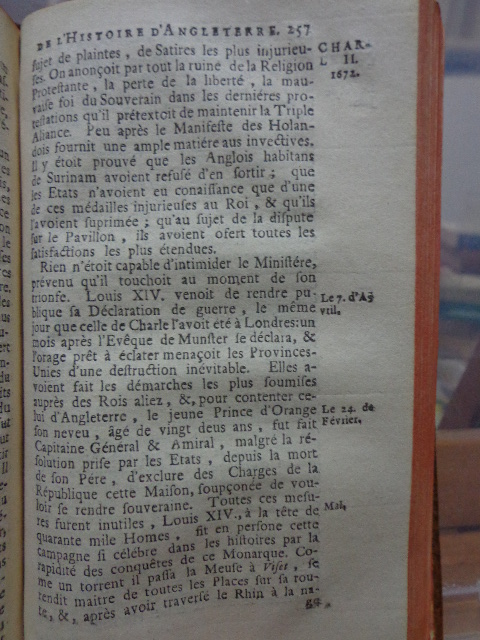 DE L'HISTOIRE D'ANGLETERRE. 257
CHAR-
L II.
1672.
sujet de plaintes, de Satires les plus injurieu-
ses. On anonçoit par tout la ruine de la Religion
Protestante, la perte de la liberté, la mau-
vaise foi du Souverain dans les derniéres pro-
testations qu'il prétextoit de maintenir la Triple
Aliance. Peu après le Manifeste des Holan-
dois fournit une ample matiére aus invectives.
Il y étoit prouvé que les Anglois habitans
de Surinam avoient refusé d'en sortir; que
les Etats n'avoient eu conaissance que d'une
de ces médailles injurieuses au Roi, & qu'ils
l'avoient suprimée; qu'au sujet de la dispute
sur le Pavillon, ils avoient ofert toutes les
satisfactions les plus étendues.
Rien n'étoit capable d'intimider le Ministére,
prévenu qu'il touchoit au moment de son
trionfe. Louis XIV. venoit de rendre pu-
blique sa Déclaration de guerre, le même
jour que celle de Charle l'avoit été à Londres: un
mois après l'Evêque de Munster se déclara, &
l'orage prêt à éclater menaçoit les Provinces-
Unies d'une destruction inévitable. Elles a-
voient fait les démarches les plus soumises
auprès des Rois aliez, &, pour contenter ce-
lui d'Angleterre, le jeune Prince d'Orange
son neveu, âgé de vingt deus ans, fut fait
Capitaine Général & Amiral, malgré la ré-
solution prise par les Etats, depuis la mort
de son Pére, d'exclure des Charges de la
République cette Maison, soupçonée de vou-
loir se rendre souveraine. Toutes ces mesu-
res furent inutiles, Louis XIV., à la tête de
quarante mile Homes, fit en persone cette
campagne si célébre dans les histoires par la
rapidité des conquêtes de ce Monarque. Co-
me un torrent il passa la Meuse à Viset, se
rendit maitre de toutes les Places sur sa rou-
te, &, après avoir traversé le Rhin à la na-
ge,
Le 7. d'A-
vril.
Le 24. de
Février.
Mai.